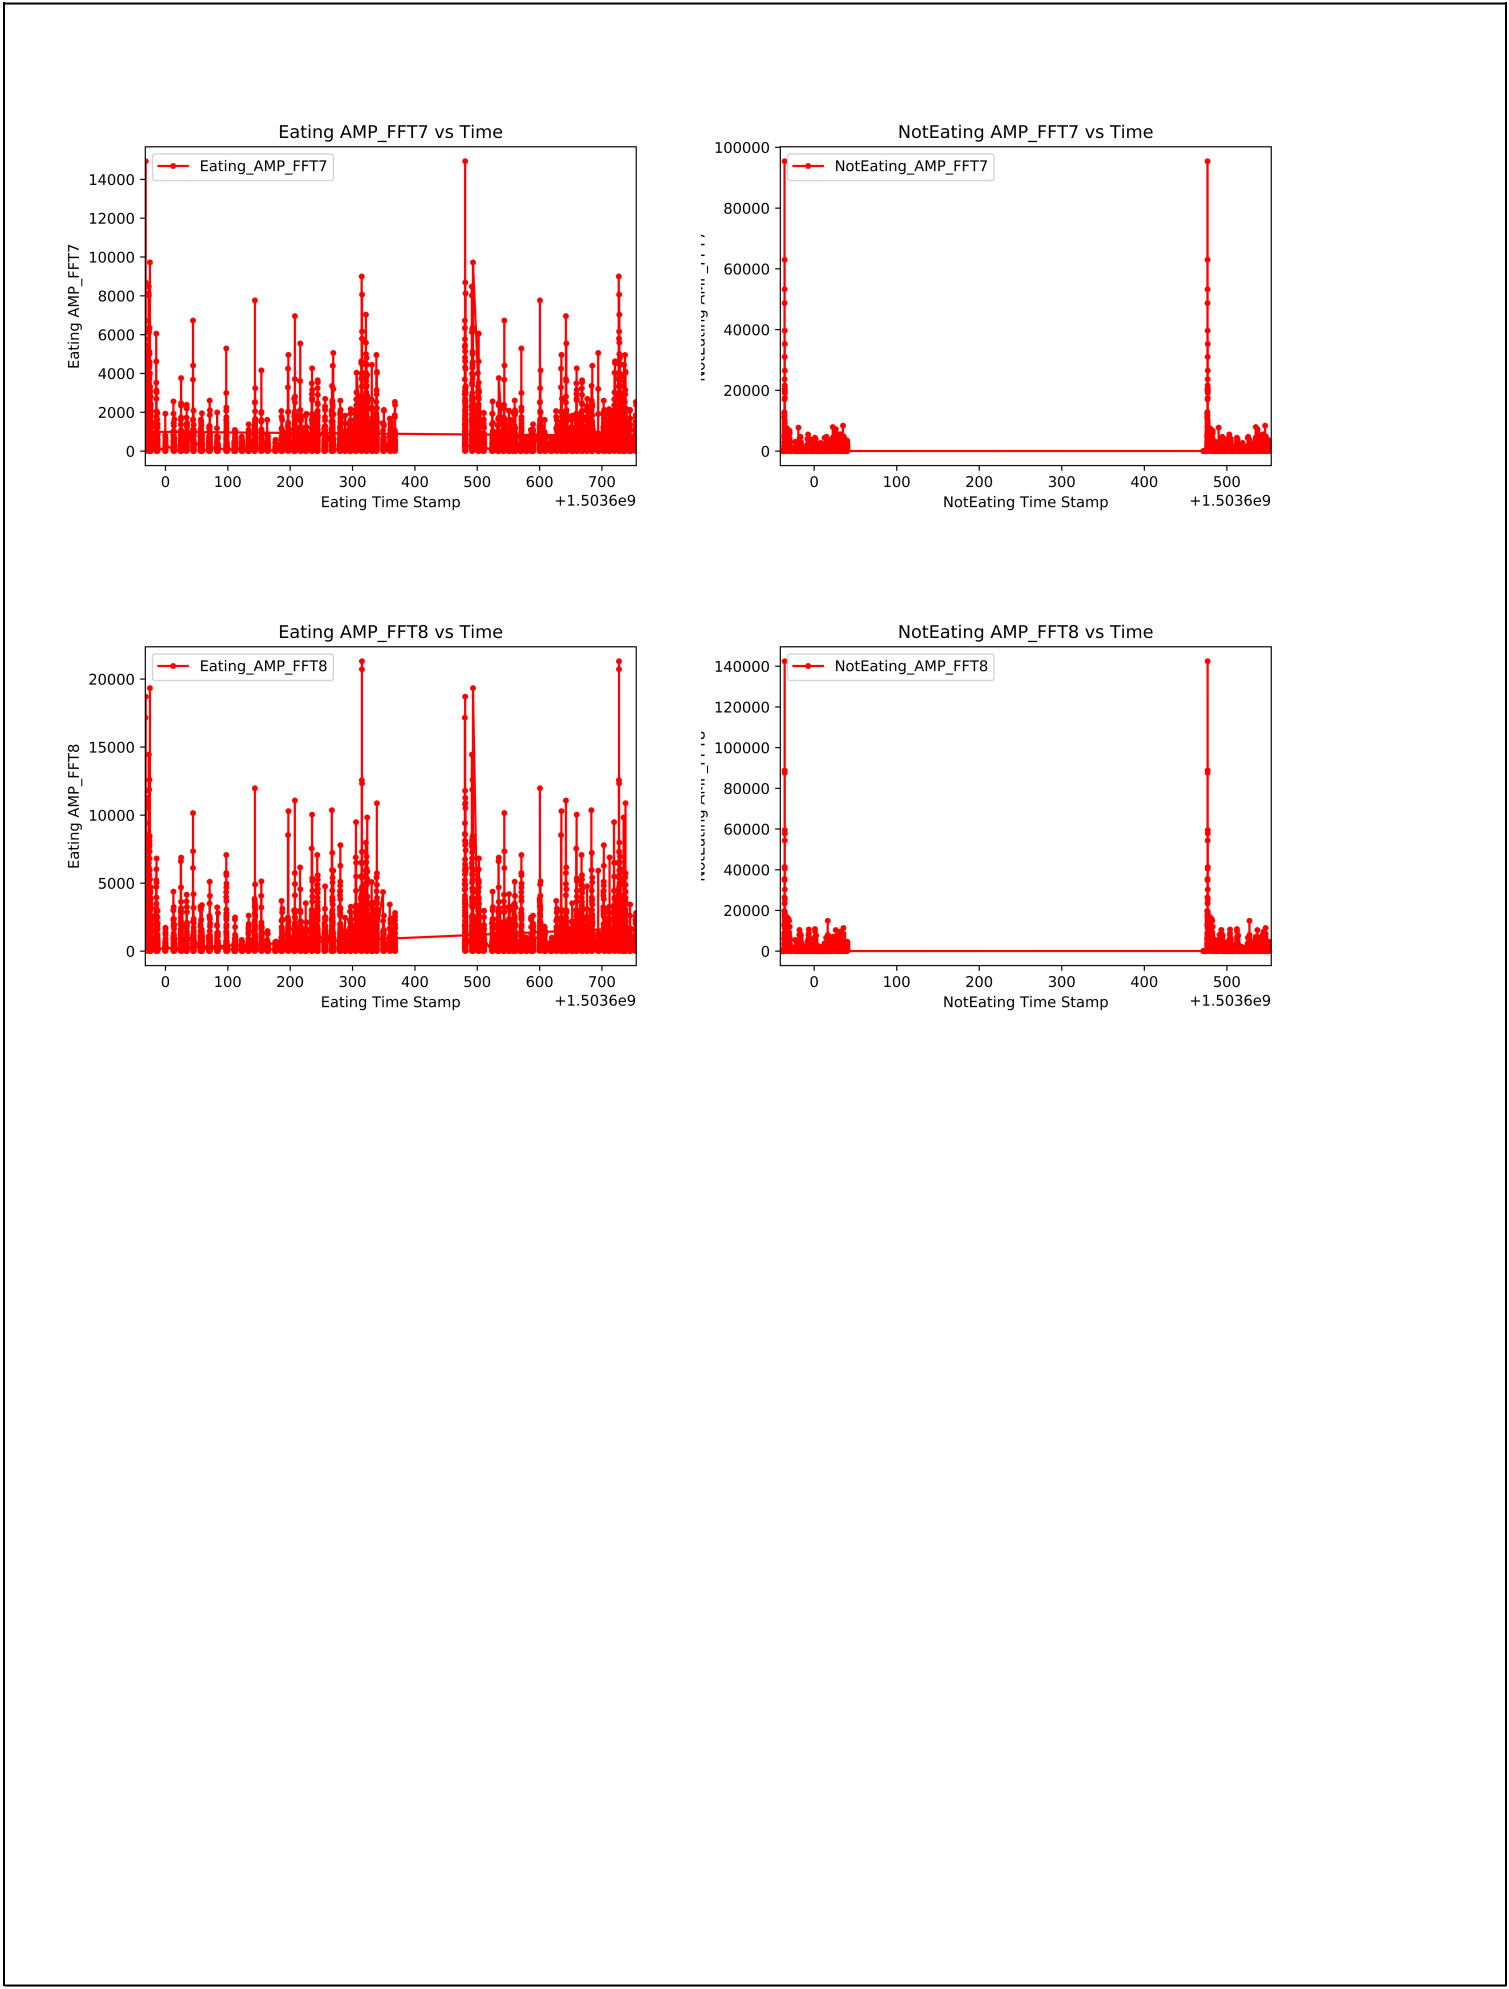 Eating AMP_FFT7 vs Time
Eating_AMP_FFT7
14000
12000
10000
8000
6000
4000
2000
0
Eating AMP_FFT7
0 100 200 300 400 500 600 700
Eating Time Stamp
+1.5036e9
NotEating AMP_FFT7 vs Time
NotEating_AMP_FFT7
100000
80000
60000
40000
20000
0
0 100 200 300 400 500
NotEating Time Stamp
+1.5036e9
Eating AMP_FFT8 vs Time
Eating_AMP_FFT8
20000
15000
10000
5000
0
Eating AMP_FFT8
0 100 200 300 400 500 600 700
Eating Time Stamp
+1.5036e9
NotEating AMP_FFT8 vs Time
NotEating_AMP_FFT8
140000
120000
100000
80000
60000
40000
20000
0
0 100 200 300 400 500
NotEating Time Stamp
+1.5036e9